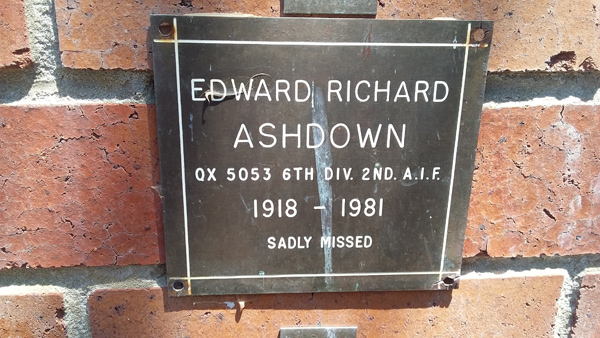 EDWARD RICHARD
ASHDOWN
QX 5053 6TH DIV. 2ND. A.I.F.
1918 - 1981
SADLY MISSED